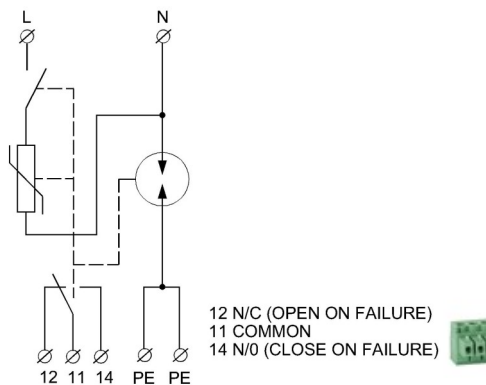 L N
12 N/C (OPEN ON FAILURE)
11 COMMON
14 N/0 (CLOSE ON FAILURE)
12 11 14 PE PE